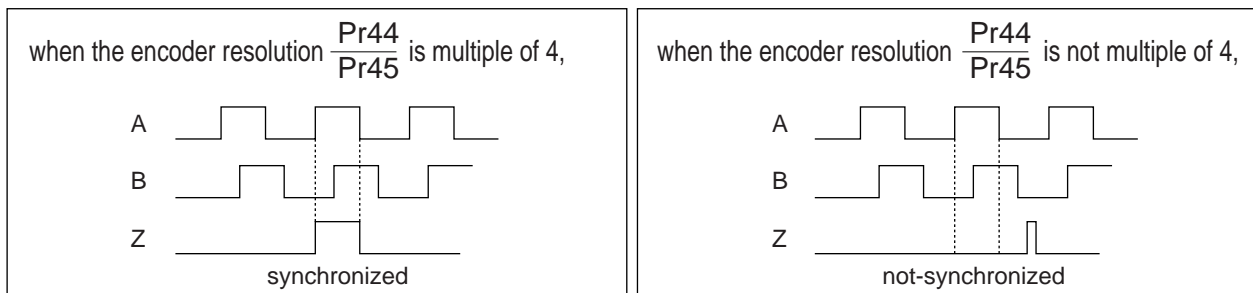 when the encoder resolution Pr44/Pr45 is multiple of 4,
A
B
Z
synchronized
when the encoder resolution Pr44/Pr45 is not multiple of 4,
A
B
Z
not-synchronized